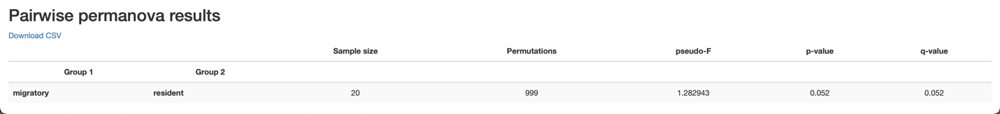 Pairwise permanova results
Download CSV
Sample size Permutations pseudo-F p-value q-value
Group 1 Group 2
migratory resident 20 999 1.282943 0.052 0.052